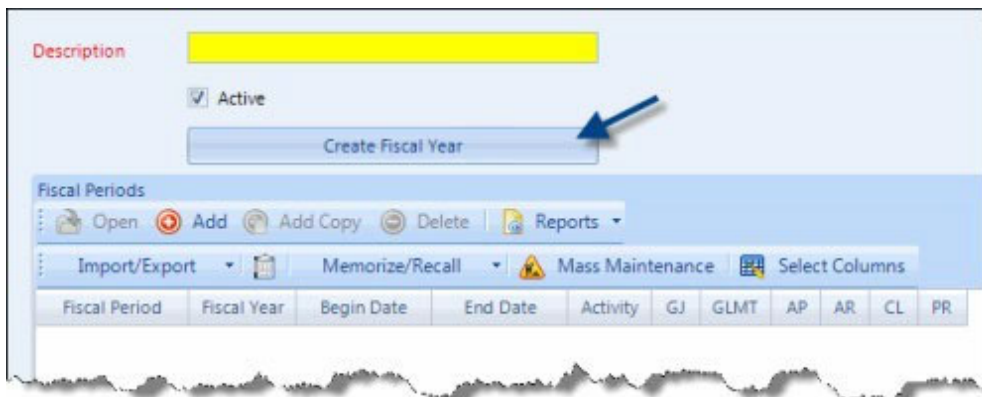 Description
Active
Create Fiscal Year
Fiscal Periods
Open Add Add Copy Delete Reports
Import/Export Memorize/Recall Mass Maintenance Select Columns
Fiscal Period Fiscal Year Begin Date End Date Activity GJ GLMT AP AR CL PR